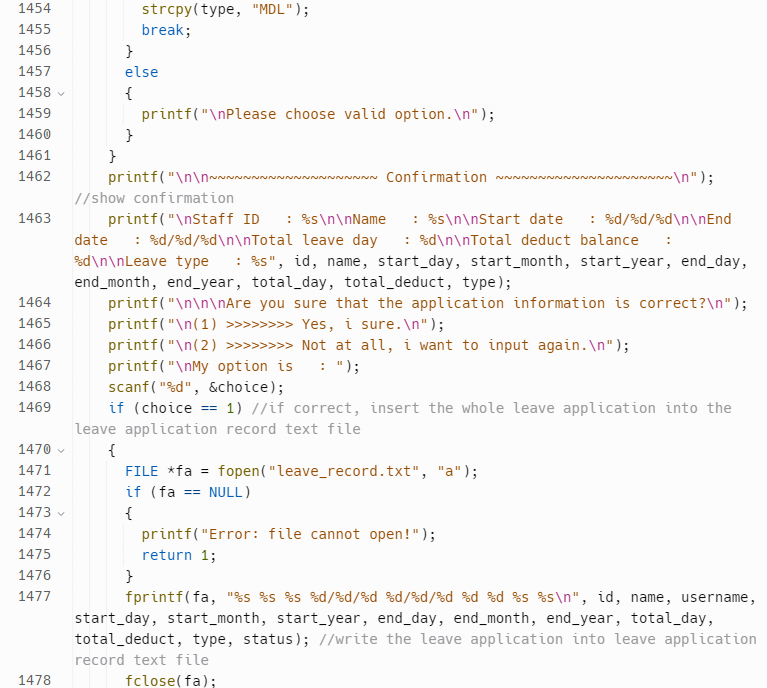 1454 strcpy(type, "MDL");
1455 break;
1456 }
1457 else
1458 {
1459 printf("\nPlease choose valid option.\n");
1460 }
1461 }
1462 printf("\n\n~~~~~~~~~~~~~~~~~~~~ Confirmation ~~~~~~~~~~~~~~~~~~~~~\n");
//show confirmation
1463 printf("\nStaff ID   : %s\n\nName   : %s\n\nStart date   : %d/%d/%d\n\nEnd
date   : %d/%d/%d\n\nTotal leave day   : %d\n\nTotal deduct balance   :
%d\n\nLeave type   : %s", id, name, start_day, start_month, start_year, end_day,
end_month, end_year, total_day, total_deduct, type);
1464 printf("\n\n\nAre you sure that the application information is correct?\n");
1465 printf("\n(1) >>>>>>>> Yes, i sure.\n");
1466 printf("\n(2) >>>>>>>> Not at all, i want to input again.\n");
1467 printf("\nMy option is   : ");
1468 scanf("%d", &choice);
1469 if (choice == 1) //if correct, insert the whole leave application into the
leave application record text file
1470 {
1471 FILE *fa = fopen("leave_record.txt", "a");
1472 if (fa == NULL)
1473 {
1474 printf("Error: file cannot open!");
1475 return 1;
1476 }
1477 fprintf(fa, "%s %s %s %d/%d/%d %d/%d/%d %d %d %s %s\n", id, name, username,
start_day, start_month, start_year, end_day, end_month, end_year, total_day,
total_deduct, type, status); //write the leave application into leave application
record text file
1478 fclose(fa);